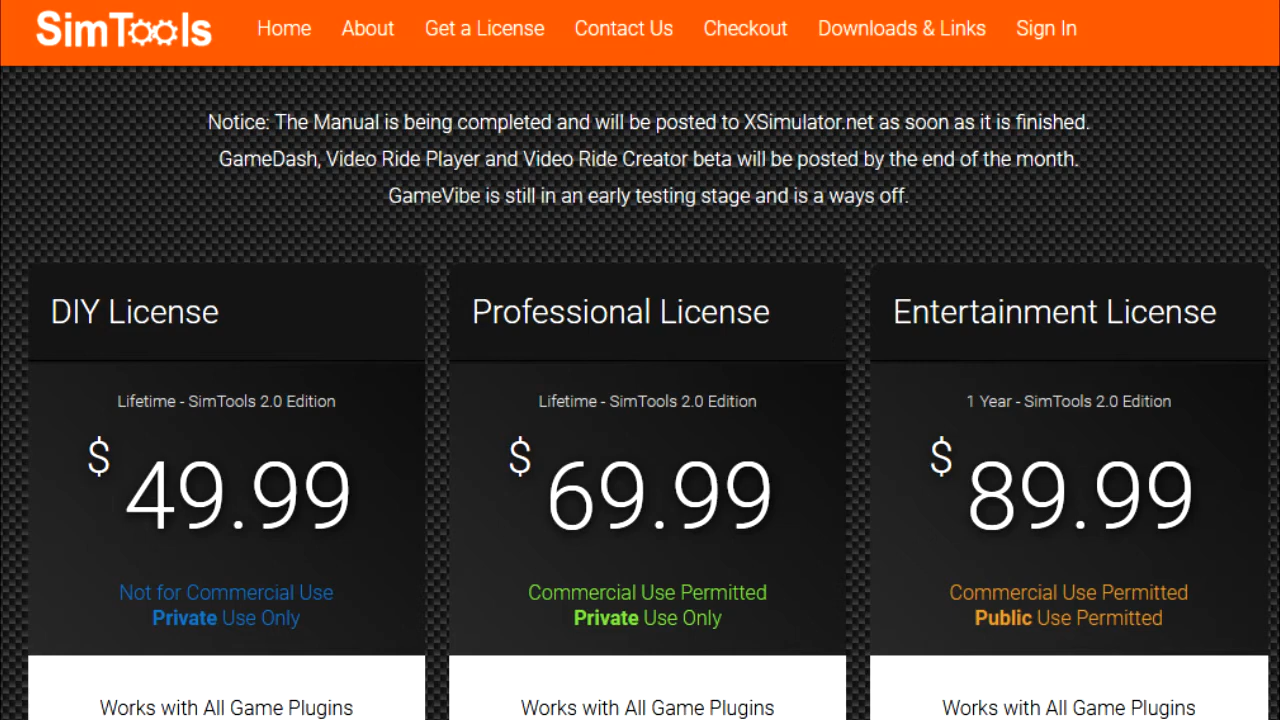 SimTools
Home About Get a License Contact Us Checkout Downloads & Links Sign In
Notice: The Manual is being completed and will be posted to XSimulator.net as soon as it is finished.
GameDash, Video Ride Player and Video Ride Creator beta will be posted by the end of the month.
GameVibe is still in an early testing stage and is a ways off.
DIY License
Lifetime - SimTools 2.0 Edition
$ 49.99
Not for Commercial Use
Private Use Only
Works with All Game Plugins
Professional License
Lifetime - SimTools 2.0 Edition
$ 69.99
Commercial Use Permitted
Private Use Only
Works with All Game Plugins
Entertainment License
1 Year - SimTools 2.0 Edition
$ 89.99
Commercial Use Permitted
Public Use Permitted
Works with All Game Plugins